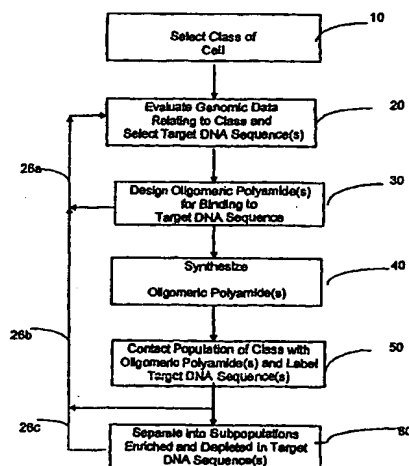 Select Class of
Cell
10
Evaluate Genomic Data
Relating to Class and
Select Target DNA Sequence(s)
20
26a
Design Oligomeric Polyamide(s)
for Binding to
Target DNA Sequence
30
Synthesize
Oligomeric Polyamide(s)
40
26b
Contact Population of Class with
Oligomeric Polyamide(s) and Label
Target DNA Sequence(s)
50
26c
Separate into Subpopulations
Enriched and Depleted in Target
DNA Sequence(s)
60